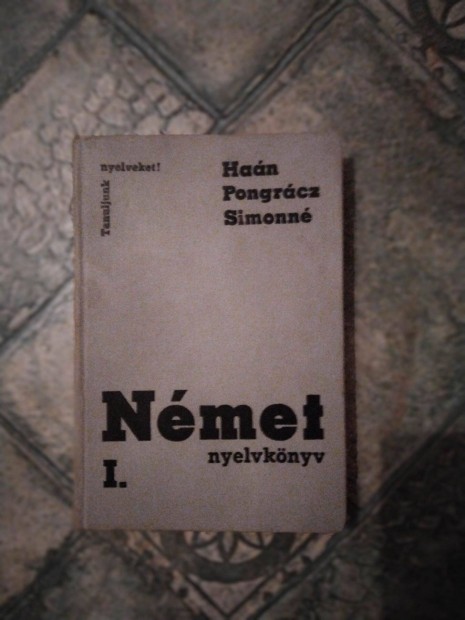 Tanuljunk
nyelveket!
Haán
Pongrácz
Simonné
Német
nyelvkönyv
I.